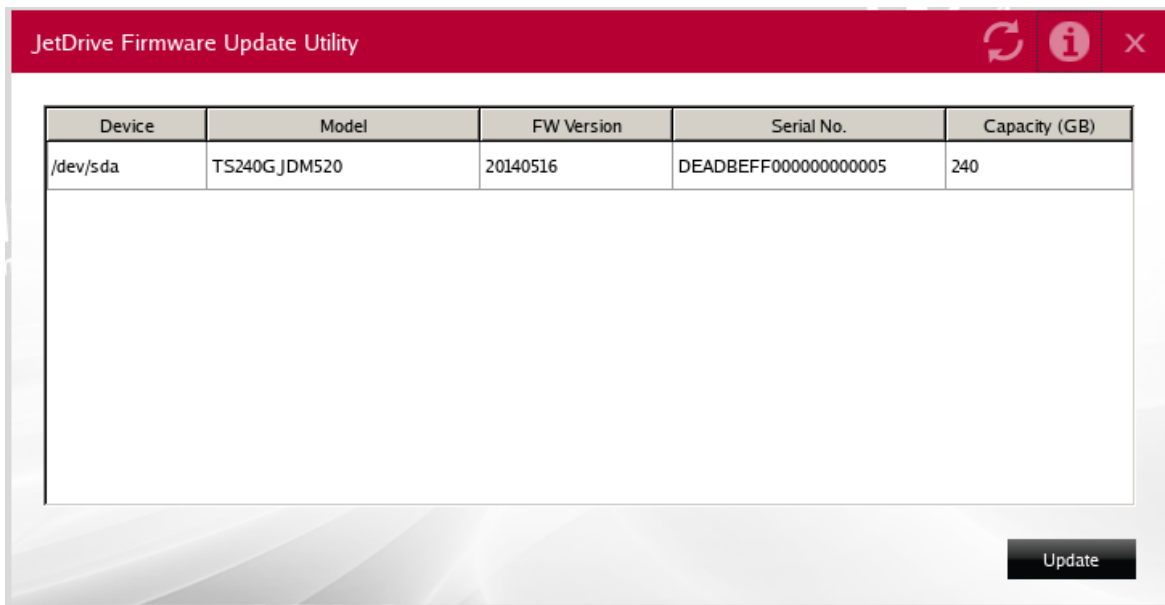 JetDrive Firmware Update Utility
Device Model FW Version Serial No. Capacity (GB)
/dev/sda TS240GJDM520 20140516 DEADBEFF000000000005 240
Update